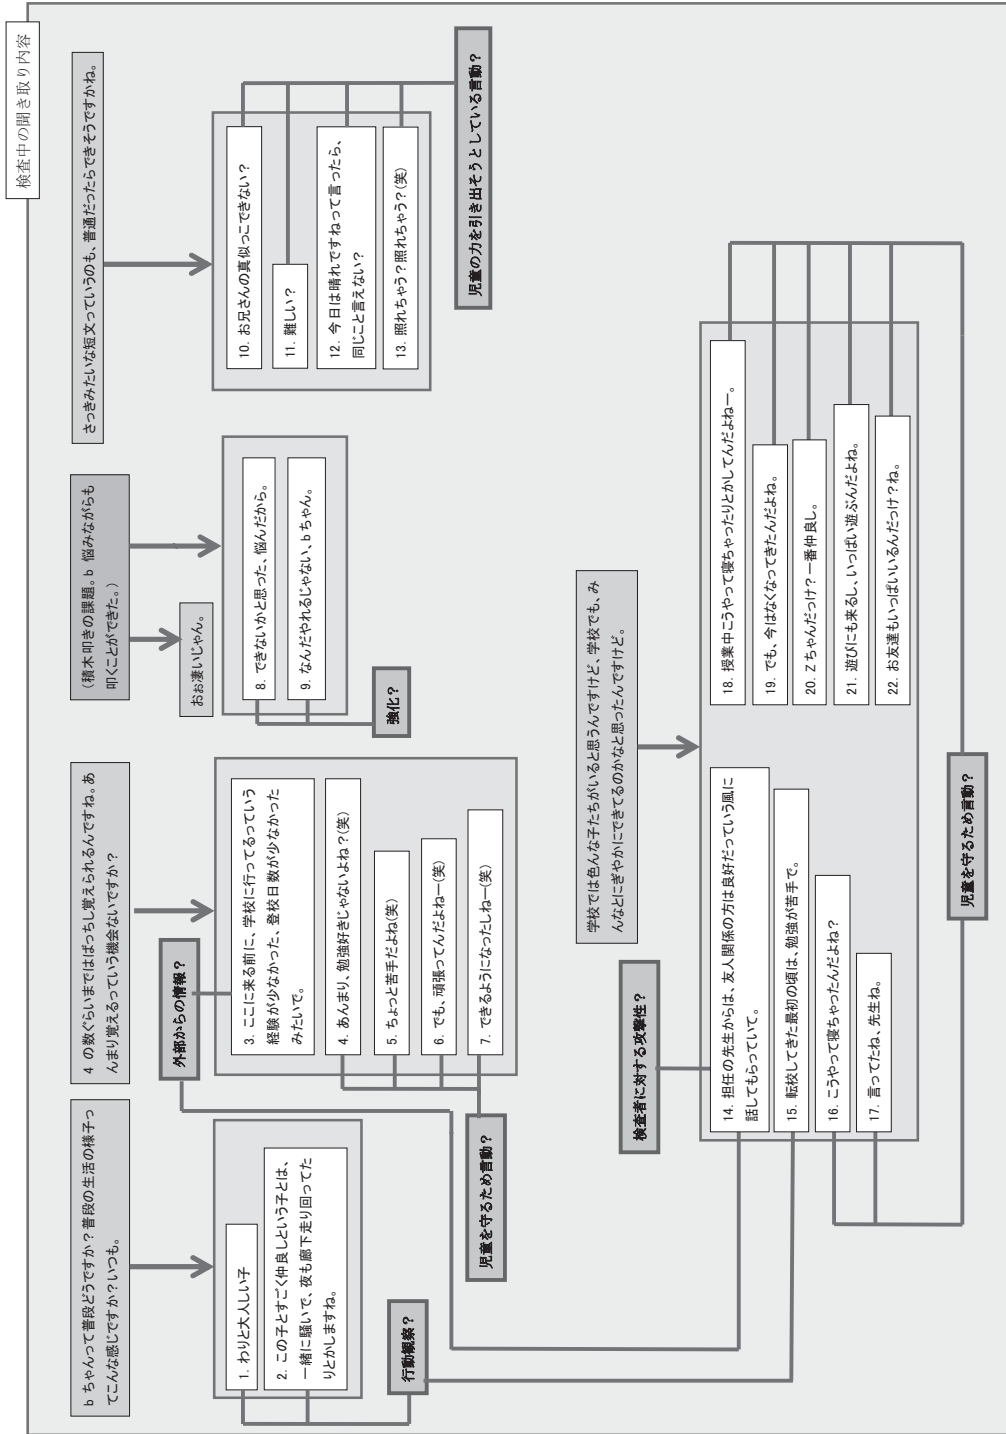 検査中の聞き取り内容
b ちゃんって普段どうですか？普段の生活の様子っ
てこんな感じですか？いつも。
1. わりと大人しい子
2. この子とすごく仲良しという子とは、
一緒に騒いで、夜も廊下走り回ってた
りとかしますね。
行動観察？
4 の数ぐらいまではばっちし覚えられるんですね。あ
んまり覚えるっていう機会ないですか？
外部からの情報？
3. ここに来る前に、学校に行ってるっていう
経験が少なかった、登校日数が少なかった
みたいで。
4. あんまり、勉強好きじゃないよね？(笑)
5. ちょっと苦手だよね(笑)
6. でも、頑張ってんだよねー(笑)
7. できるようになったしねー(笑)
児童を守るため言動？
（積木叩きの課題。b 悩みながらも
叩くことができた。）
おぉ凄いじゃん。
8. できないかと思った、悩んだから。
9. なんだやれるじゃない、b ちゃん。
強化？
さっきみたいな短文っていうのも、普通だったらできそうですかね。
10. お兄さんの真似っこできない？
11. 難しい？
12. 今日は晴れですねって言ったら、
同じこと言えない？
13. 照れちゃう？照れちゃう？(笑)
児童の力を引き出そうとしている言動？
学校では色んな子たちがいると思うんですけど、学校でも、み
んなとにぎやかにできてるのかなと思ったんですけど。
検査者に対する攻撃性？
14. 担任の先生からは、友人関係の方は良好だっていう風に
話してもらっていて。
15. 転校してきた最初の頃は、勉強が苦手で。
16. こうやって寝ちゃったんだよね？
17. 言ってたね、先生ね。
18. 授業中こうやって寝ちゃったりとかしてんだよねー。
19. でも、今はなくなってきたんだよね。
20. Z ちゃんだっけ？一番仲良し。
21. 遊びにも来るし、いっぱい遊ぶんだよね。
22. お友達もいっぱいいるんだっけ？ね。
児童を守るため言動？